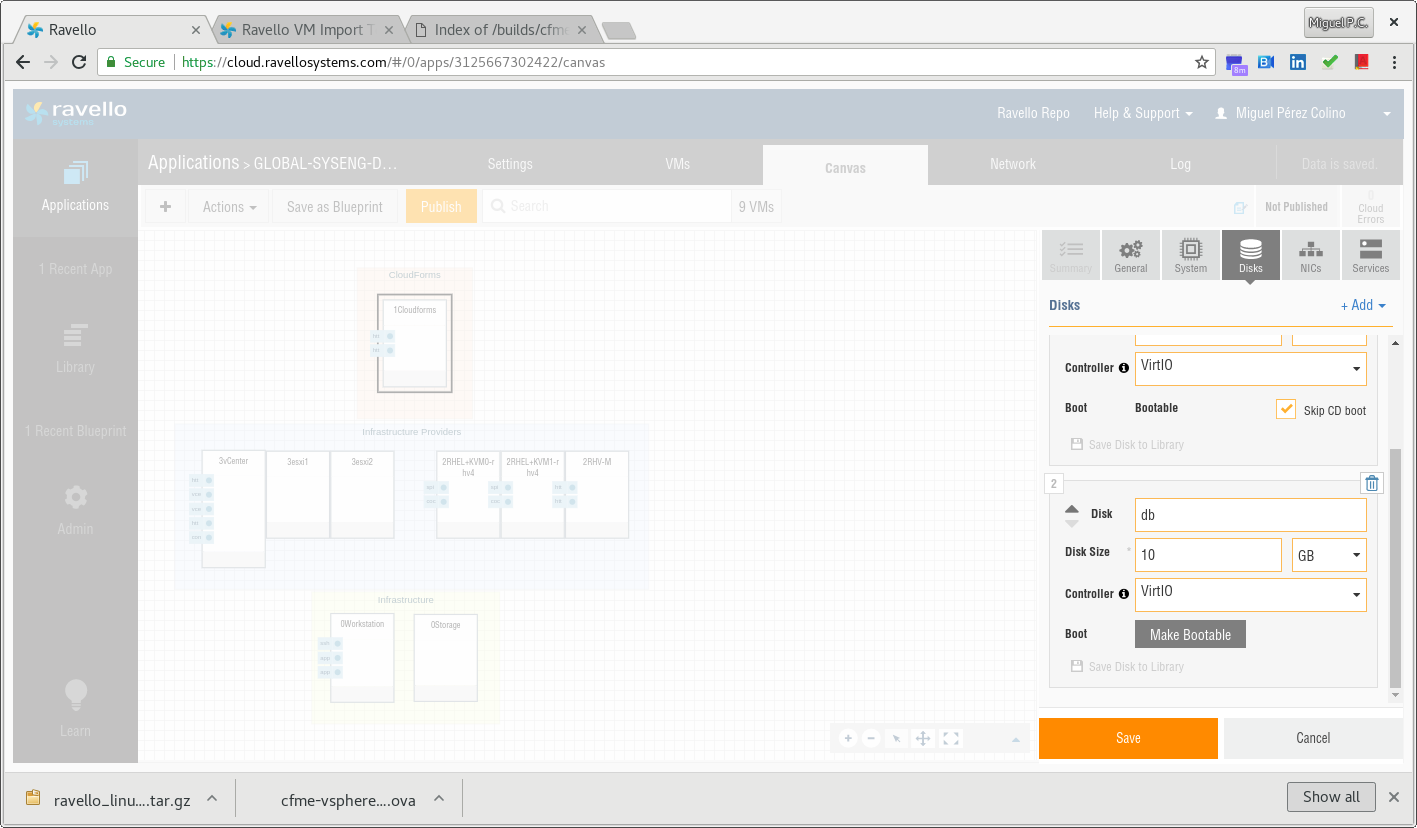 Ravello
Ravello VM Import T
Index of /builds/cfme
Miguel P.C.
Secure
https://cloud.ravellosystems.com/#/0/apps/3125667302422/canvas
8m
ravello
systems
Ravello Repo
Help & Support
Miguel Pérez Colino
Applications > GLOBAL-SYSENG-D...
Settings
VMs
Canvas
Network
Log
Data is saved.
Applications
1 Recent App
Library
1 Recent Blueprint
Admin
Learn
+
Actions
Save as Blueprint
Publish
Search
9 VMs
Not Published
0
Cloud
Errors
CloudForms
1Cloudforms
Infrastructure Providers
3vCenter
3esxi1
3esxi2
2RHEL+KVM0-r
hv4
2RHEL+KVM1-r
hv4
2RHV-M
Infrastructure
0Workstation
0Storage
Summary
General
System
Disks
NICs
Services
Disks
+ Add
Controller
VirtIO
Boot
Bootable
Skip CD boot
Save Disk to Library
2
Disk
db
Disk Size *
10
GB
Controller
VirtIO
Boot
Make Bootable
Save Disk to Library
Save
Cancel
ravello_linu....tar.gz
cfme-vsphere....ova
Show all